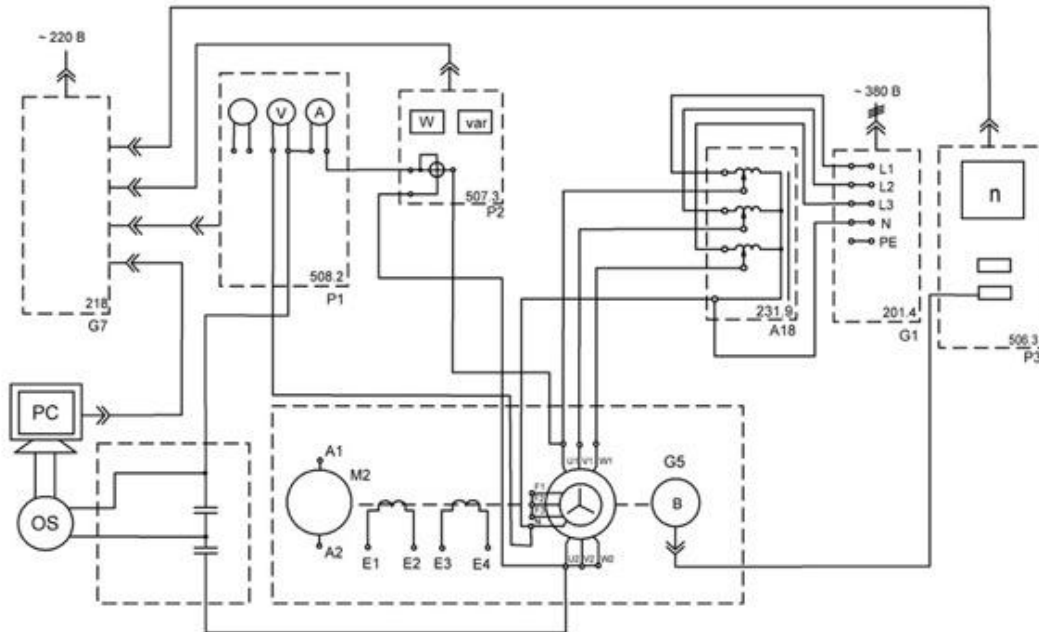 ~ 220 В
218
G7
V
A
508.2
P1
W
var
507.3
P2
231.9
A18
~ 380 В
L1
L2
L3
N
PE
201.4
G1
n
506.3
P3
PC
OS
A1
M2
A2
E1
E2
E3
E4
U1
V1
W1
F1
F2
F3
N
U2
V2
W2
G5
B